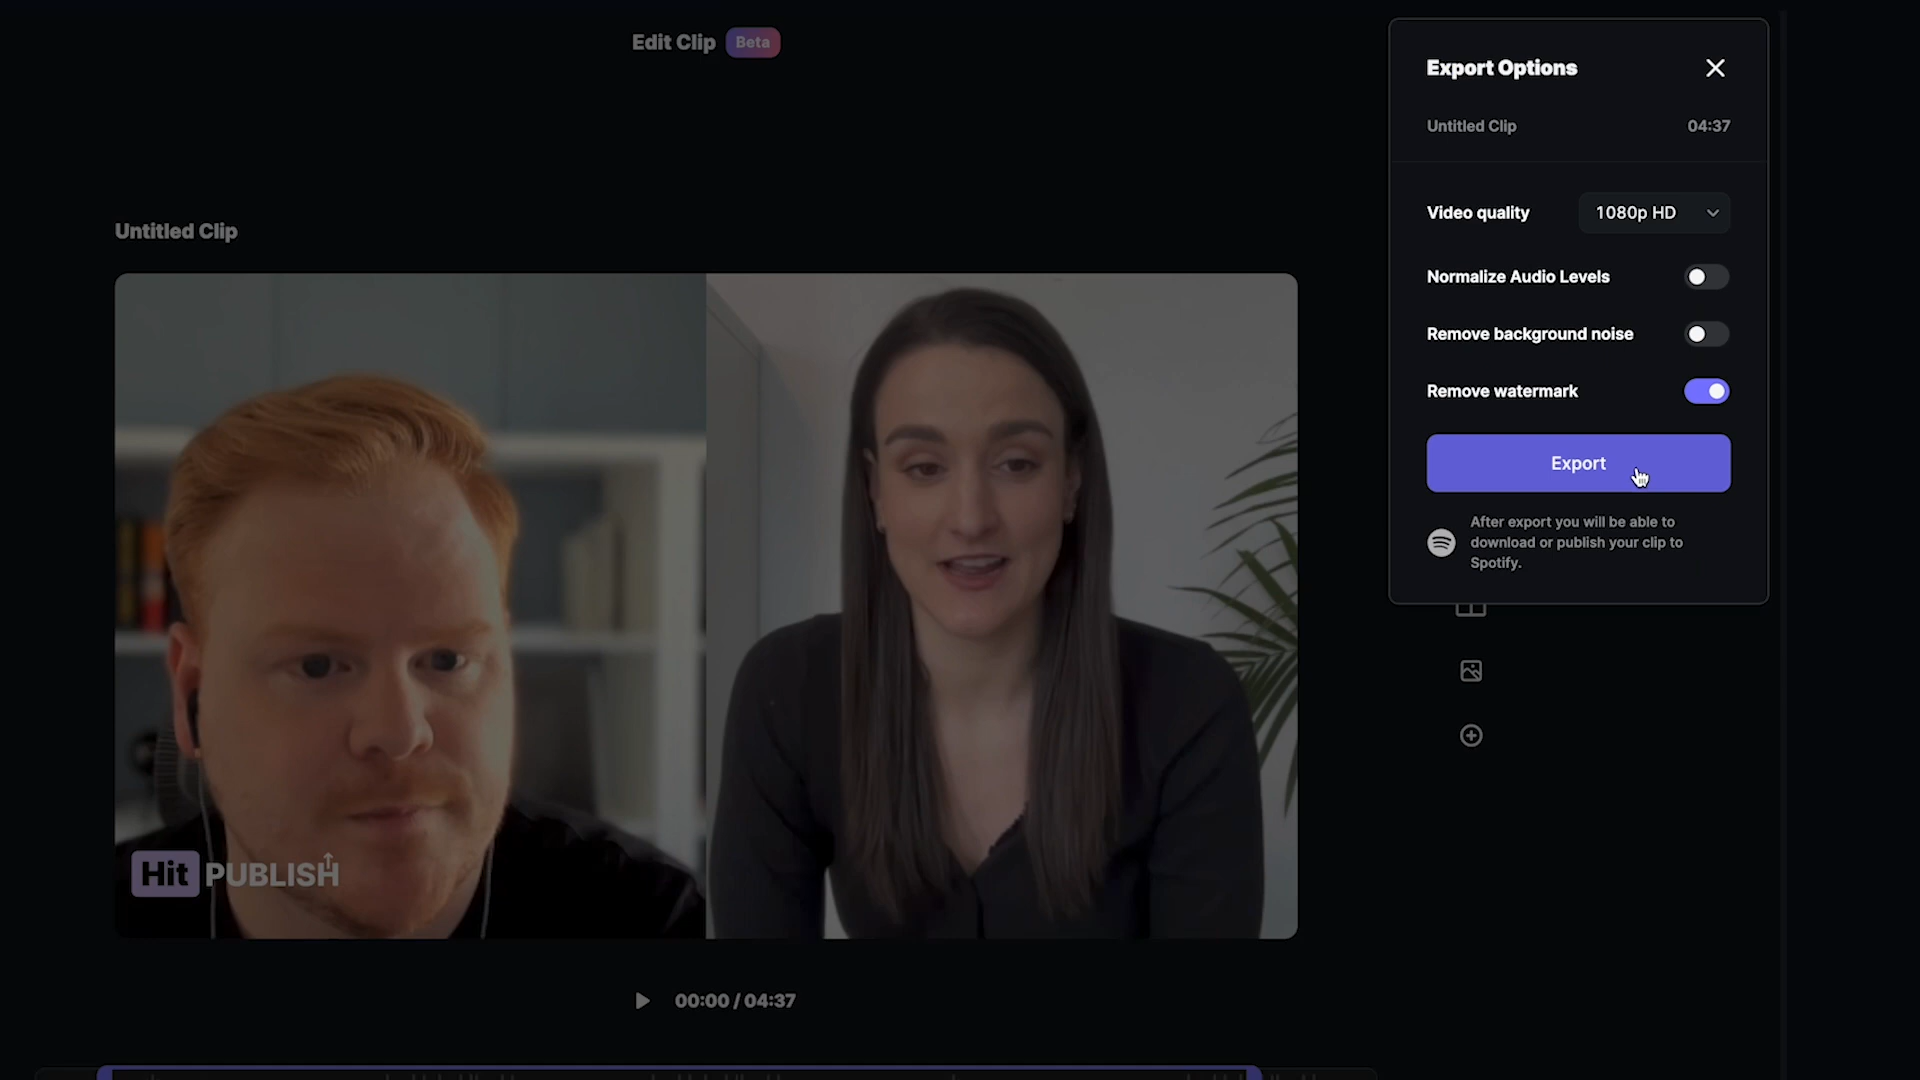 Edit Clip Beta
Untitled Clip
Hit PUBLISH
00:00 / 04:37
Export Options
Untitled Clip 04:37
Video quality 1080p HD
Normalize Audio Levels
Remove background noise
Remove watermark
Export
After export you will be able to
download or publish your clip to
Spotify.